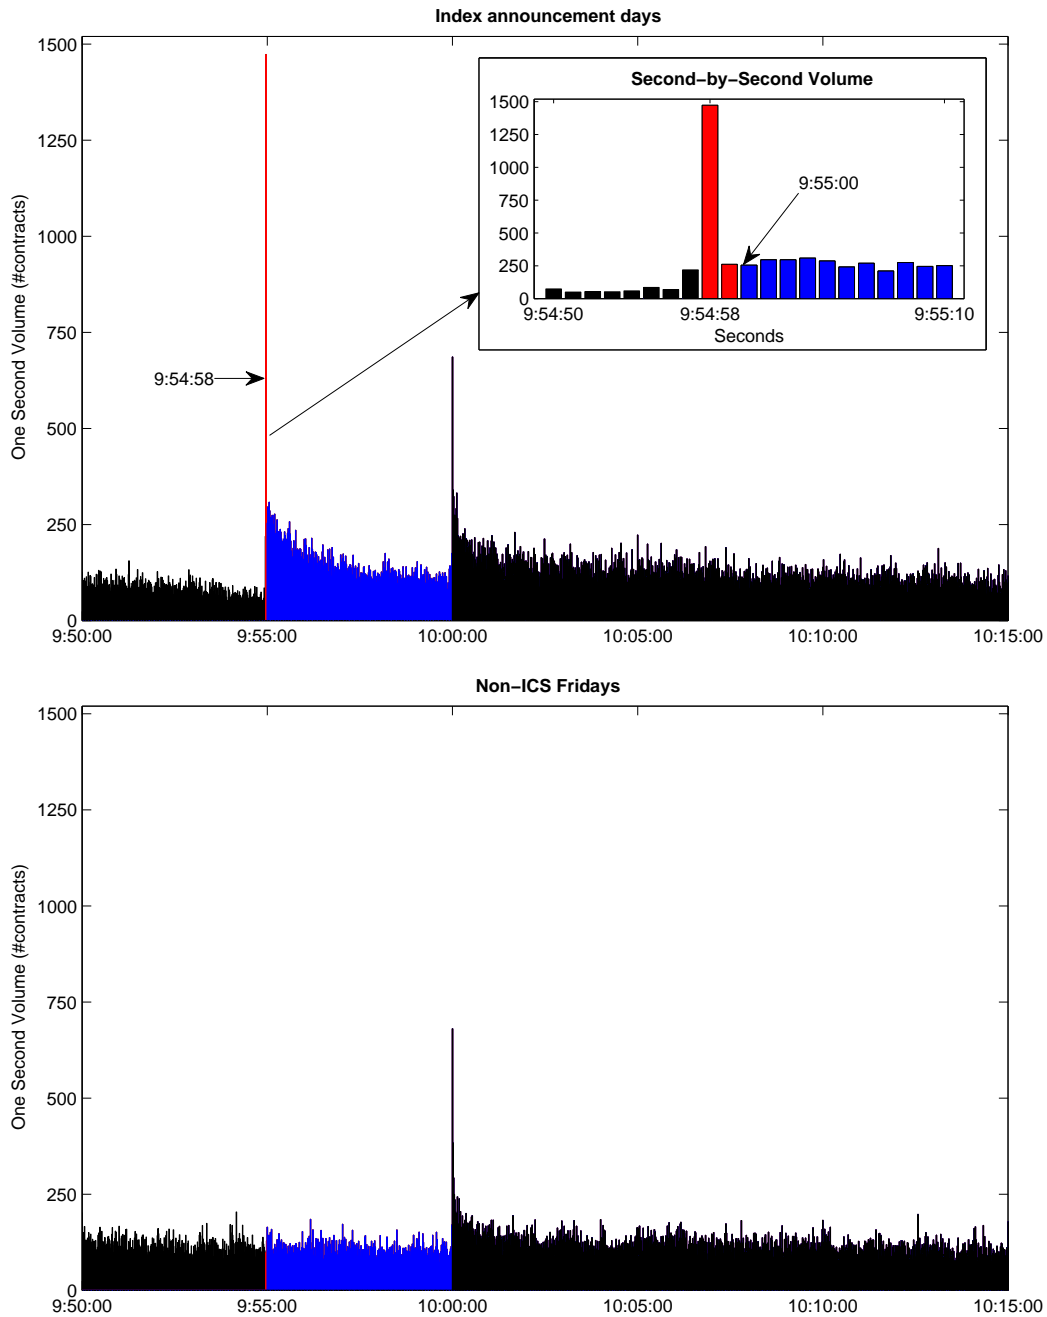 Index announcement days
One Second Volume (#contracts)
1500
1250
1000
750
500
250
0
9:50:00 9:55:00 10:00:00 10:05:00 10:10:00 10:15:00
9:54:58
Second−by−Second Volume
1500
1250
1000
750
500
250
0
9:55:00
9:54:50 9:54:58 9:55:10
Seconds
Non−ICS Fridays
One Second Volume (#contracts)
1500
1250
1000
750
500
250
0
9:50:00 9:55:00 10:00:00 10:05:00 10:10:00 10:15:00